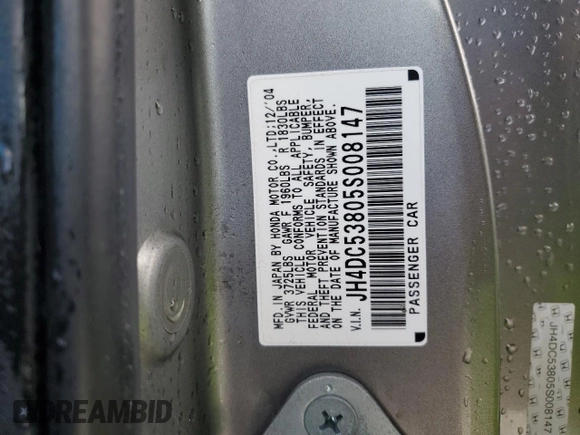 MFD. IN JAPAN BY HONDA MOTOR CO.,LTD:12/'04
GVWR 3725LBS GAWR F 1960LBS R 1830LBS
THIS VEHICLE CONFORMS TO ALL APPLICABLE
FEDERAL MOTOR VEHICLE SAFETY, BUMPER,
AND THEFT PREVENTION STANDARDS IN EFFECT
ON THE DATE OF MANUFACTURE SHOWN ABOVE.
V.I.N. JH4DC53805S008147
PASSENGER CAR
JH4DC53805S008147
DREAMBID